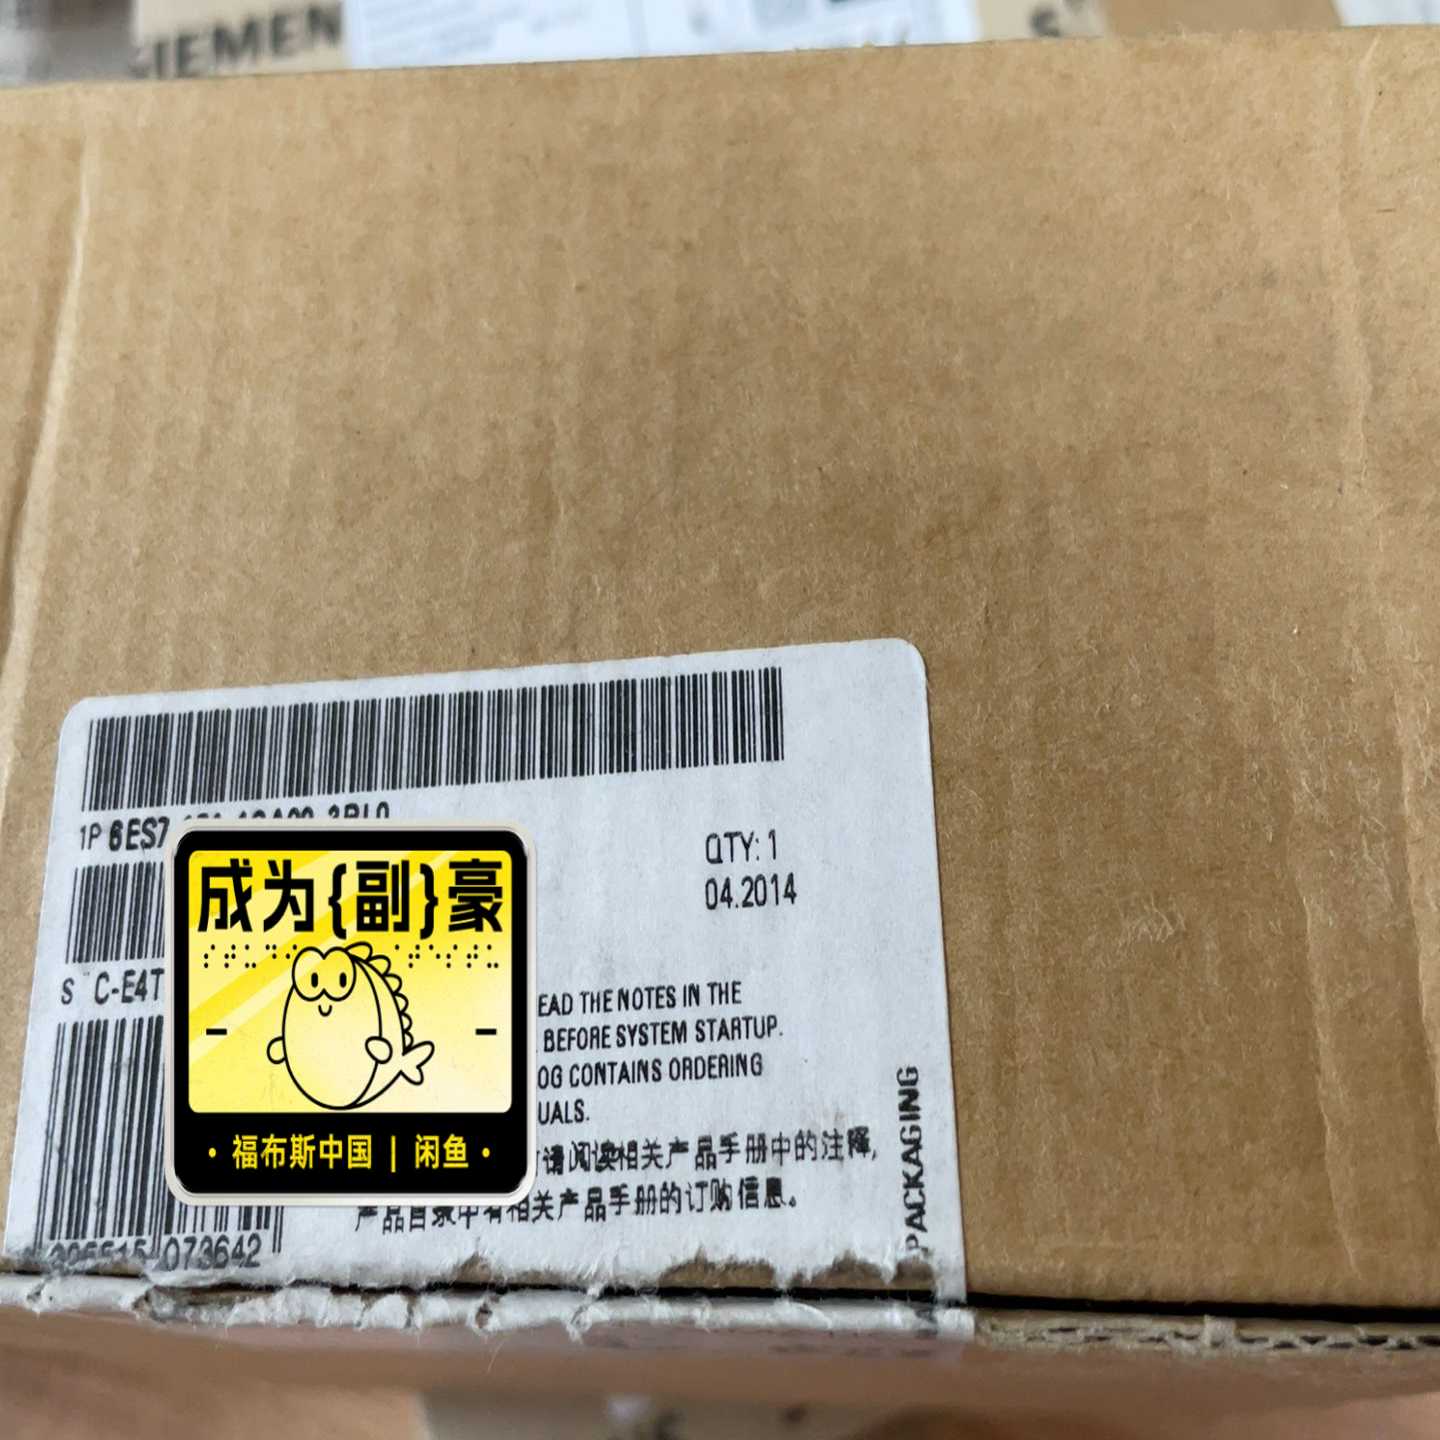 SIEMEN
S
1P 6ES7
QTY: 1
04.2014
S C-E4T
EAD THE NOTES IN THE
BEFORE SYSTEM STARTUP.
OG CONTAINS ORDERING
UALS.
请阅读相关产品手册中的注释,
产品目录中有相关产品手册的订购信息。
073642
PACKAGING
成为{副}豪
福布斯中国 | 闲鱼